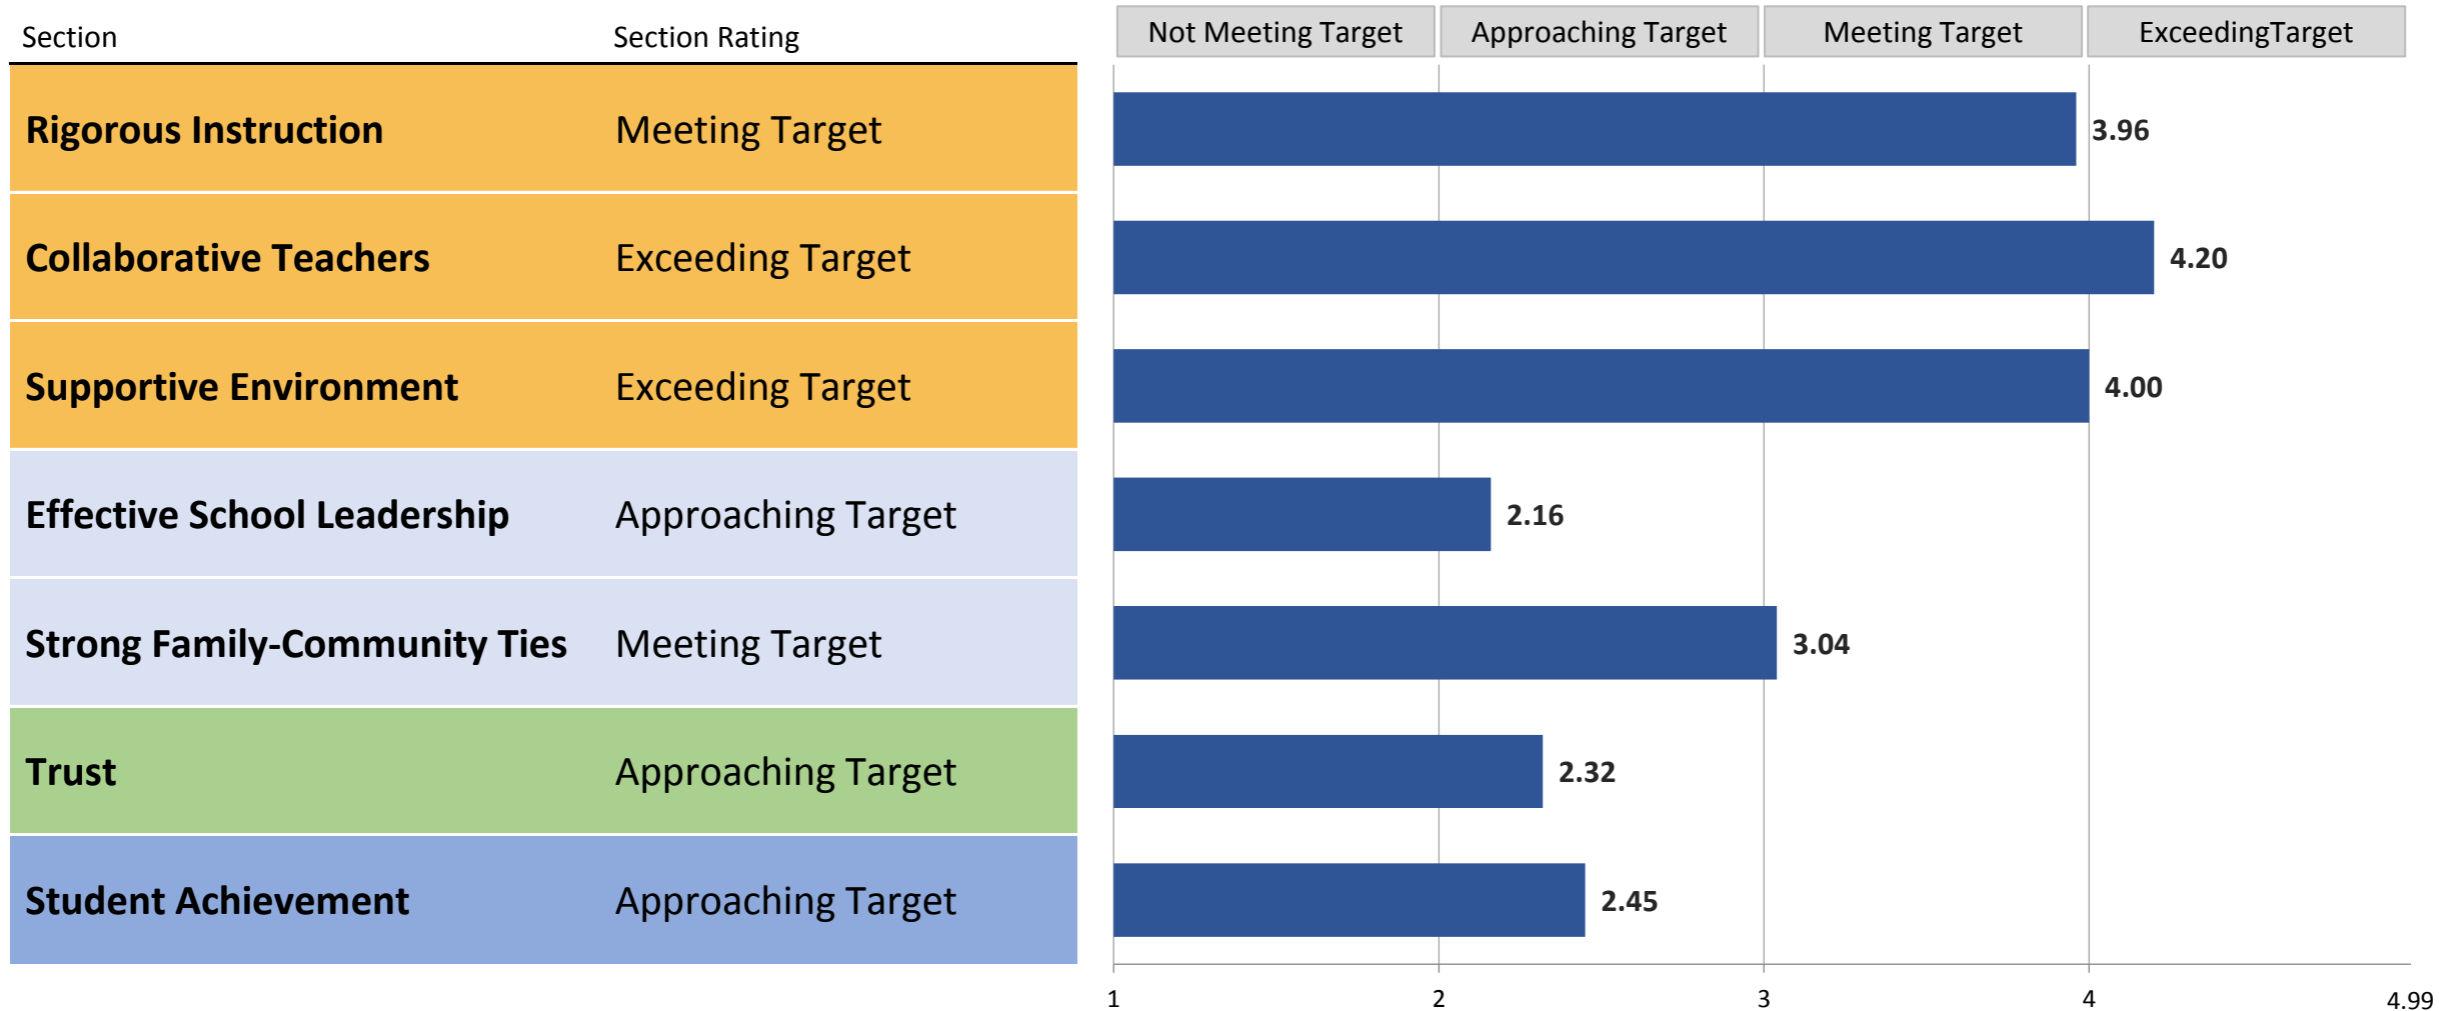 Section Section Rating Not Meeting Target Approaching Target Meeting Target ExceedingTarget
Rigorous Instruction Meeting Target 3.96
Collaborative Teachers Exceeding Target 4.20
Supportive Environment Exceeding Target 4.00
Effective School Leadership Approaching Target 2.16
Strong Family-Community Ties Meeting Target 3.04
Trust Approaching Target 2.32
Student Achievement Approaching Target 2.45
1 2 3 4 4.99